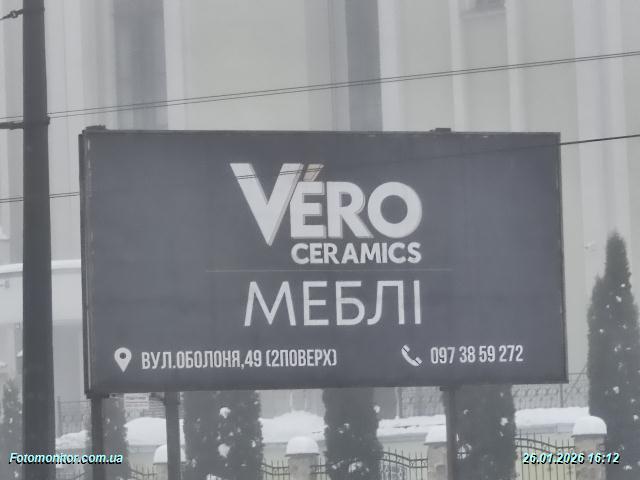 VÉRO
CERAMICS
МЕБЛІ
ВУЛ.ОБОЛОНЯ,49 (2ПОВЕРХ)
097 38 59 272
Fotomonitor.com.ua
26.01.2026 16:12